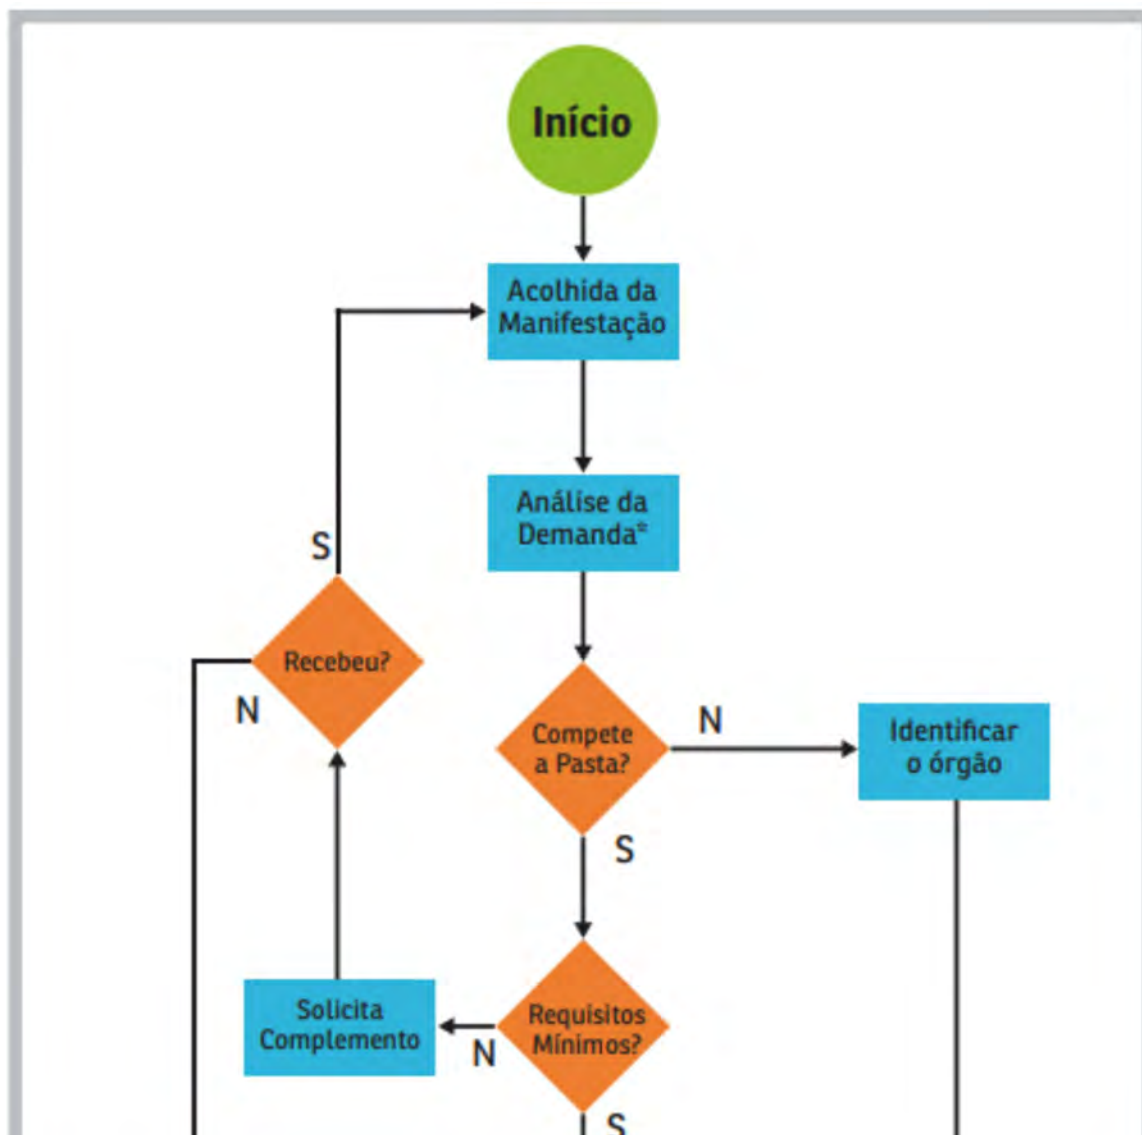 Início
Acolhida da
Manifestação
Análise da
Demanda*
S
Recebeu?
N
Compete
a Pasta?
N
Identificar
o órgão
S
Solicita
Complemento
N
Requisitos
Mínimos?
S